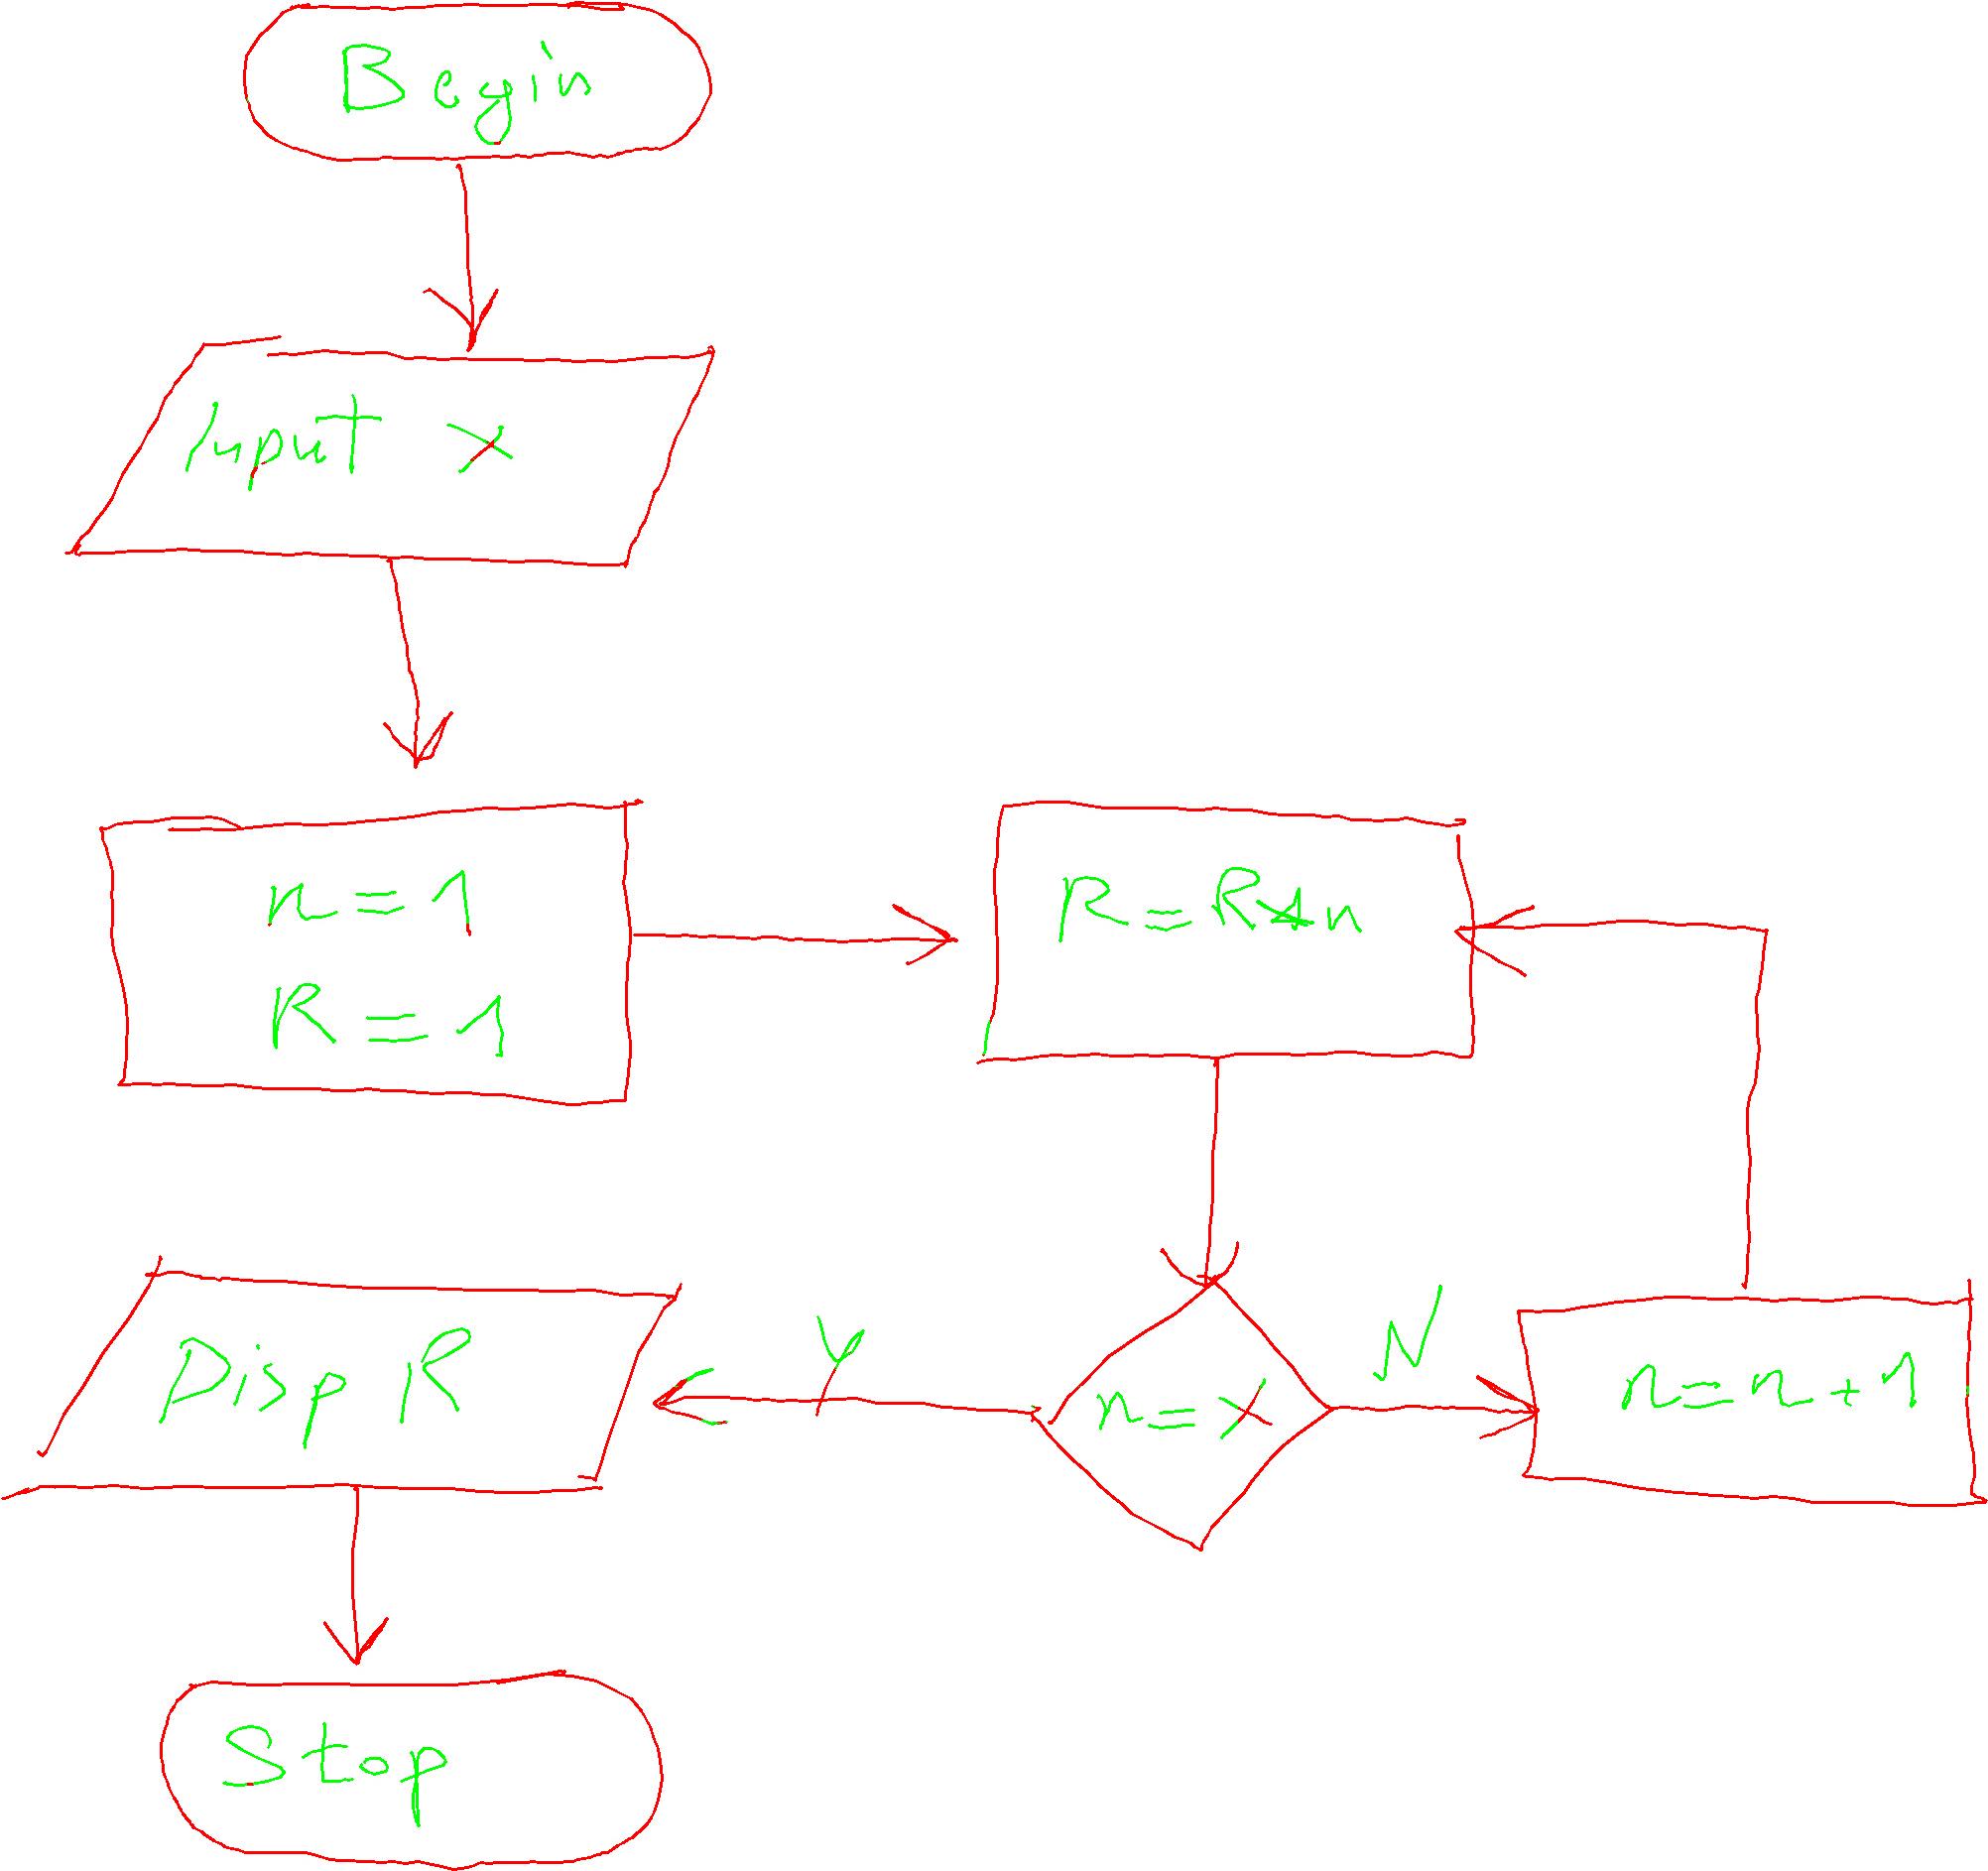 Begin
Input x
n=1
R=1
R=R*n
n=x
Y
N
n=n+1
Disp R
Stop